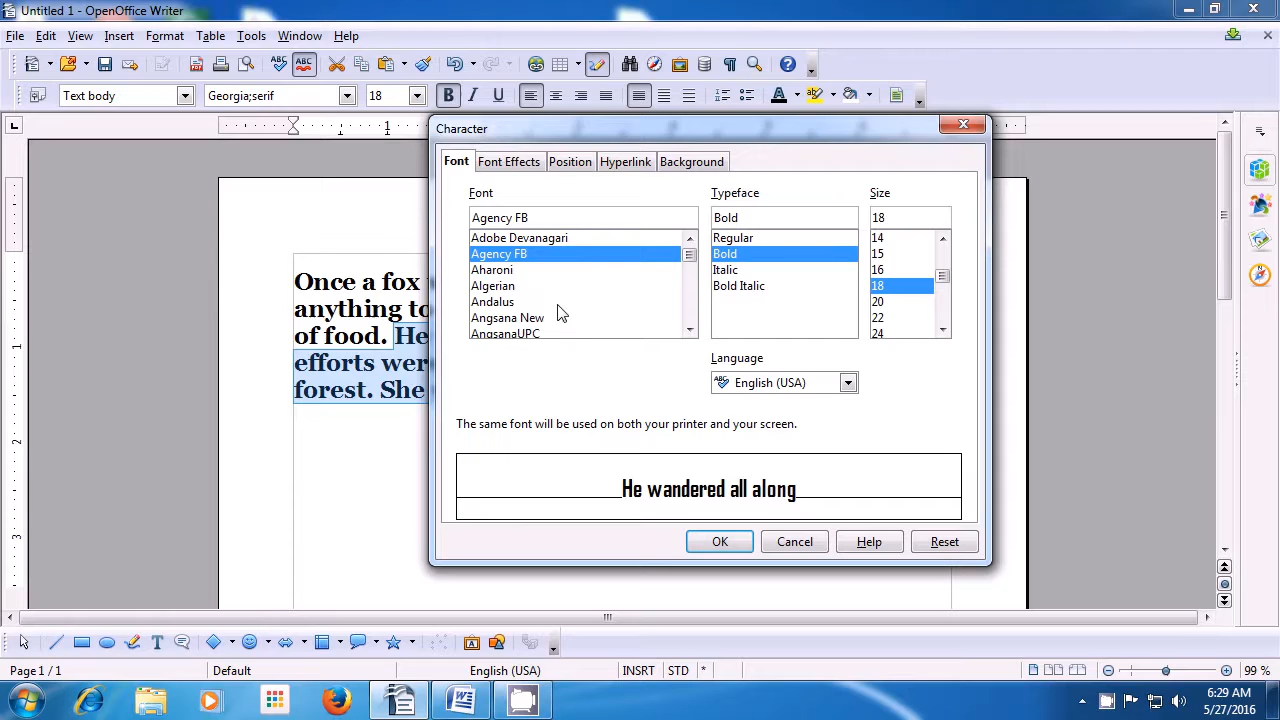 Untitled 1 - OpenOffice Writer
File Edit View Insert Format Table Tools Window Help
Text body Georgia;serif 18 B I U
1
Character
Font Font Effects Position Hyperlink Background
Font Typeface Size
Agency FB Bold 18
Adobe Devanagari Regular 14
Agency FB Bold 15
Aharoni Italic 16
Algerian Bold Italic 18
Andalus 20
Angsana New 22
AngsanaUPC 24
Language
English (USA)
The same font will be used on both your printer and your screen.
He wandered all along
OK Cancel Help Reset
Once a fox
anything to
of food. He
efforts were
forest. She
1
2
3
Page 1 / 1 Default English (USA) INSRT STD * 99 %
6:29 AM
5/27/2016